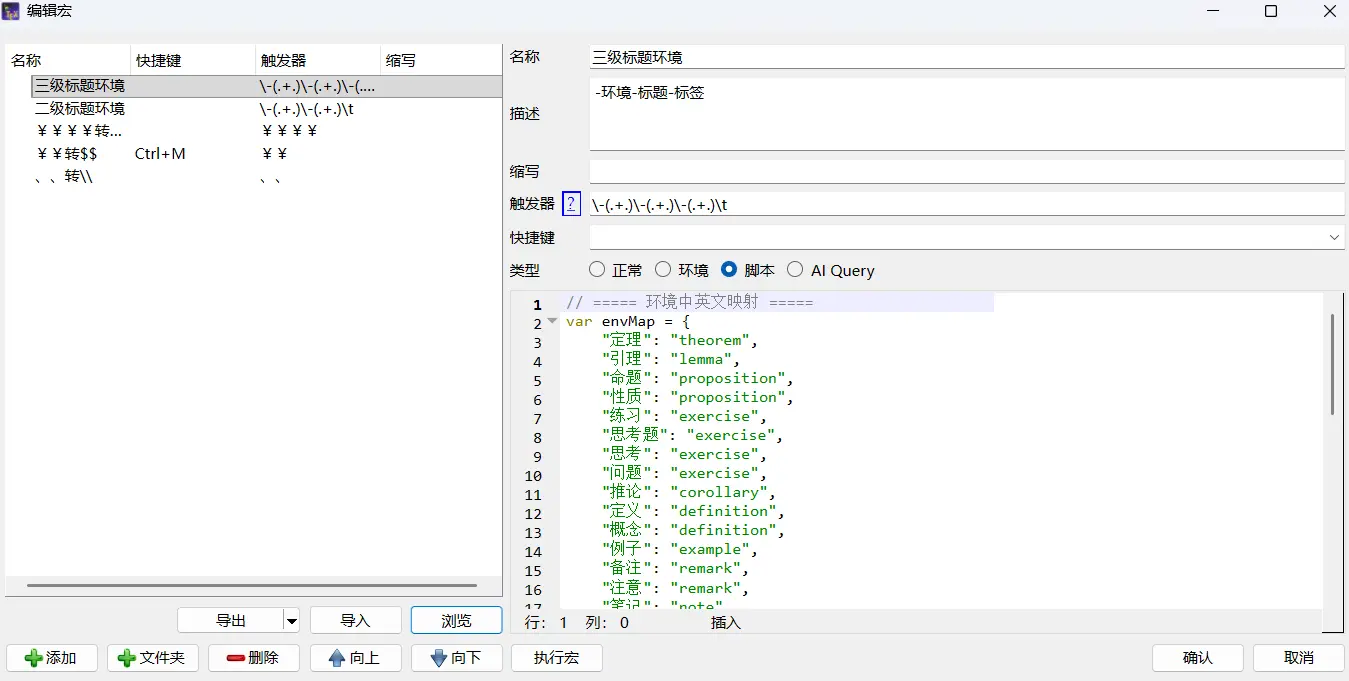 编辑宏
名称 快捷键 触发器 缩写
三级标题环境 \-(.+.)\-(.+.)\-(....
二级标题环境 \-(.+.)\-(.+.)\t
￥￥￥￥转... ￥￥￥￥
￥￥转$$ Ctrl+M ￥￥
、、转\\ 、、
导出 导入 浏览
添加 文件夹 删除 向上 向下 执行宏
名称 三级标题环境
描述 -环境-标题-标签
缩写
触发器 ? \-(.+.)\-(.+.)\-(.+.)\t
快捷键
类型 正常 环境 脚本 AI Query
1 // ===== 环境中英文映射 =====
2 var envMap = {
3 "定理": "theorem",
4 "引理": "lemma",
5 "命题": "proposition",
6 "性质": "proposition",
7 "练习": "exercise",
8 "思考题": "exercise",
9 "思考": "exercise",
10 "问题": "exercise",
11 "推论": "corollary",
12 "定义": "definition",
13 "概念": "definition",
14 "例子": "example",
15 "备注": "remark",
16 "注意": "remark",
17 "笔记": "note"
行: 1 列: 0 插入
确认 取消